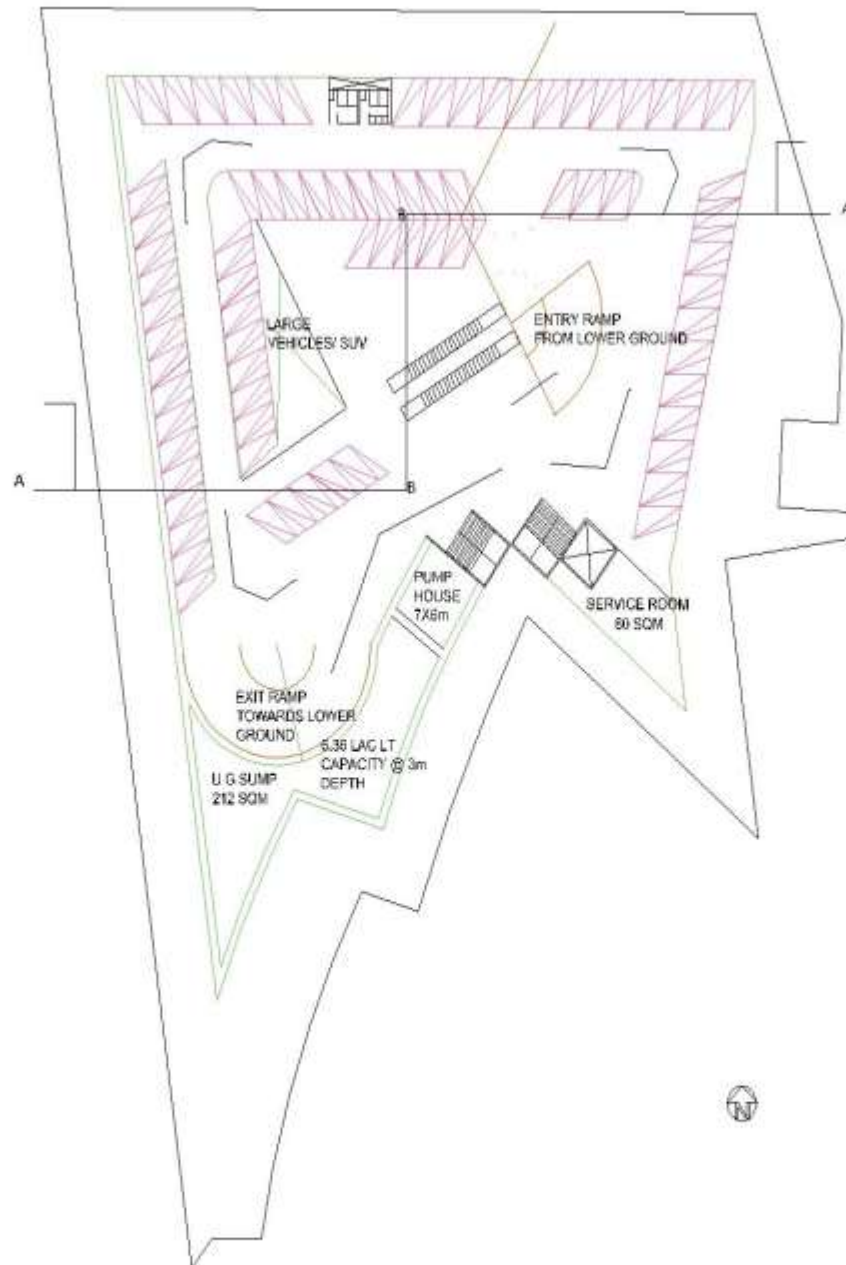 B
A
LARGE
VEHICLES/ SUV
ENTRY RAMP
FROM LOWER GROUND
A
B
PUMP
HOUSE
7X6m
SERVICE ROOM
60 SQM
EXIT RAMP
TOWARDS LOWER
GROUND
6.36 LAC LT
CAPACITY @ 3m
DEPTH
U G SUMP
212 SQM
N